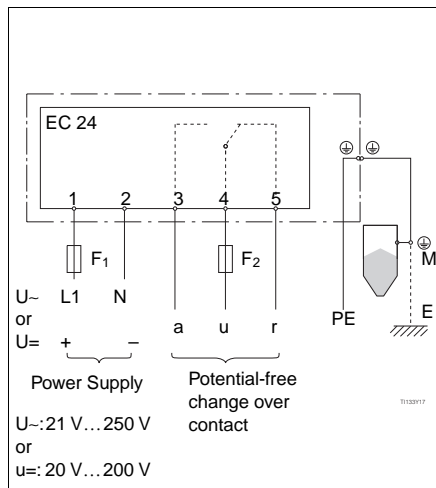 EC 24
1 2 3 4 5
F1 F2
M
U~ L1 N
E
or
a u r PE
U= + –
Power Supply
Potential-free
change over
contact
TI133Y17
U~: 21 V...250 V
or
u=: 20 V...200 V